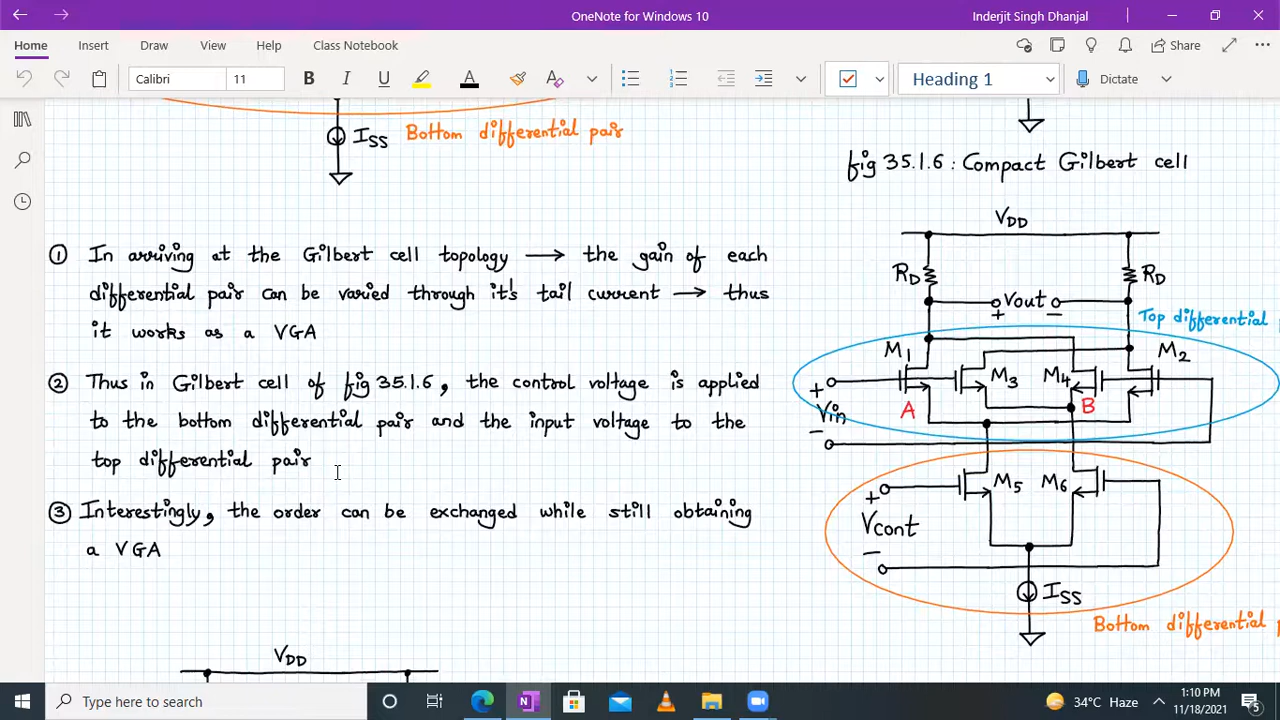 OneNote for Windows 10
Inderjit Singh Dhanjal
Home Insert Draw View Help Class Notebook Share
Calibri 11 B I U A A Heading 1 Dictate
ISS Bottom differential pair
① In arriving at the Gilbert cell topology → the gain of each
differential pair can be varied through it's tail current → thus
it works as a VGA
② Thus in Gilbert cell of fig 35.1.6, the control voltage is applied
to the bottom differential pair and the input voltage to the
top differential pair
③ Interestingly, the order can be exchanged while still obtaining
a VGA
VDD
fig 35.1.6 : Compact Gilbert cell
VDD
RD RD
Vout
+ −
Top differential
M1 M3 M4 M2
+
A B
Vin
−
M5 M6
+
Vcont
−
ISS
Bottom differential p
Type here to search
34°C Haze
1:10 PM
11/18/2021
5